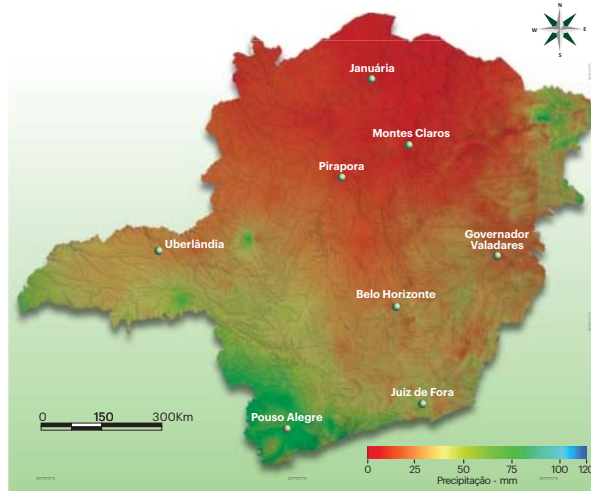 N
W E
S
Januária
Montes Claros
Pirapora
Uberlândia
Governador
Valadares
Belo Horizonte
Juiz de Fora
Pouso Alegre
0 150 300Km
0 25 50 75 100 120
Precipitação - mm